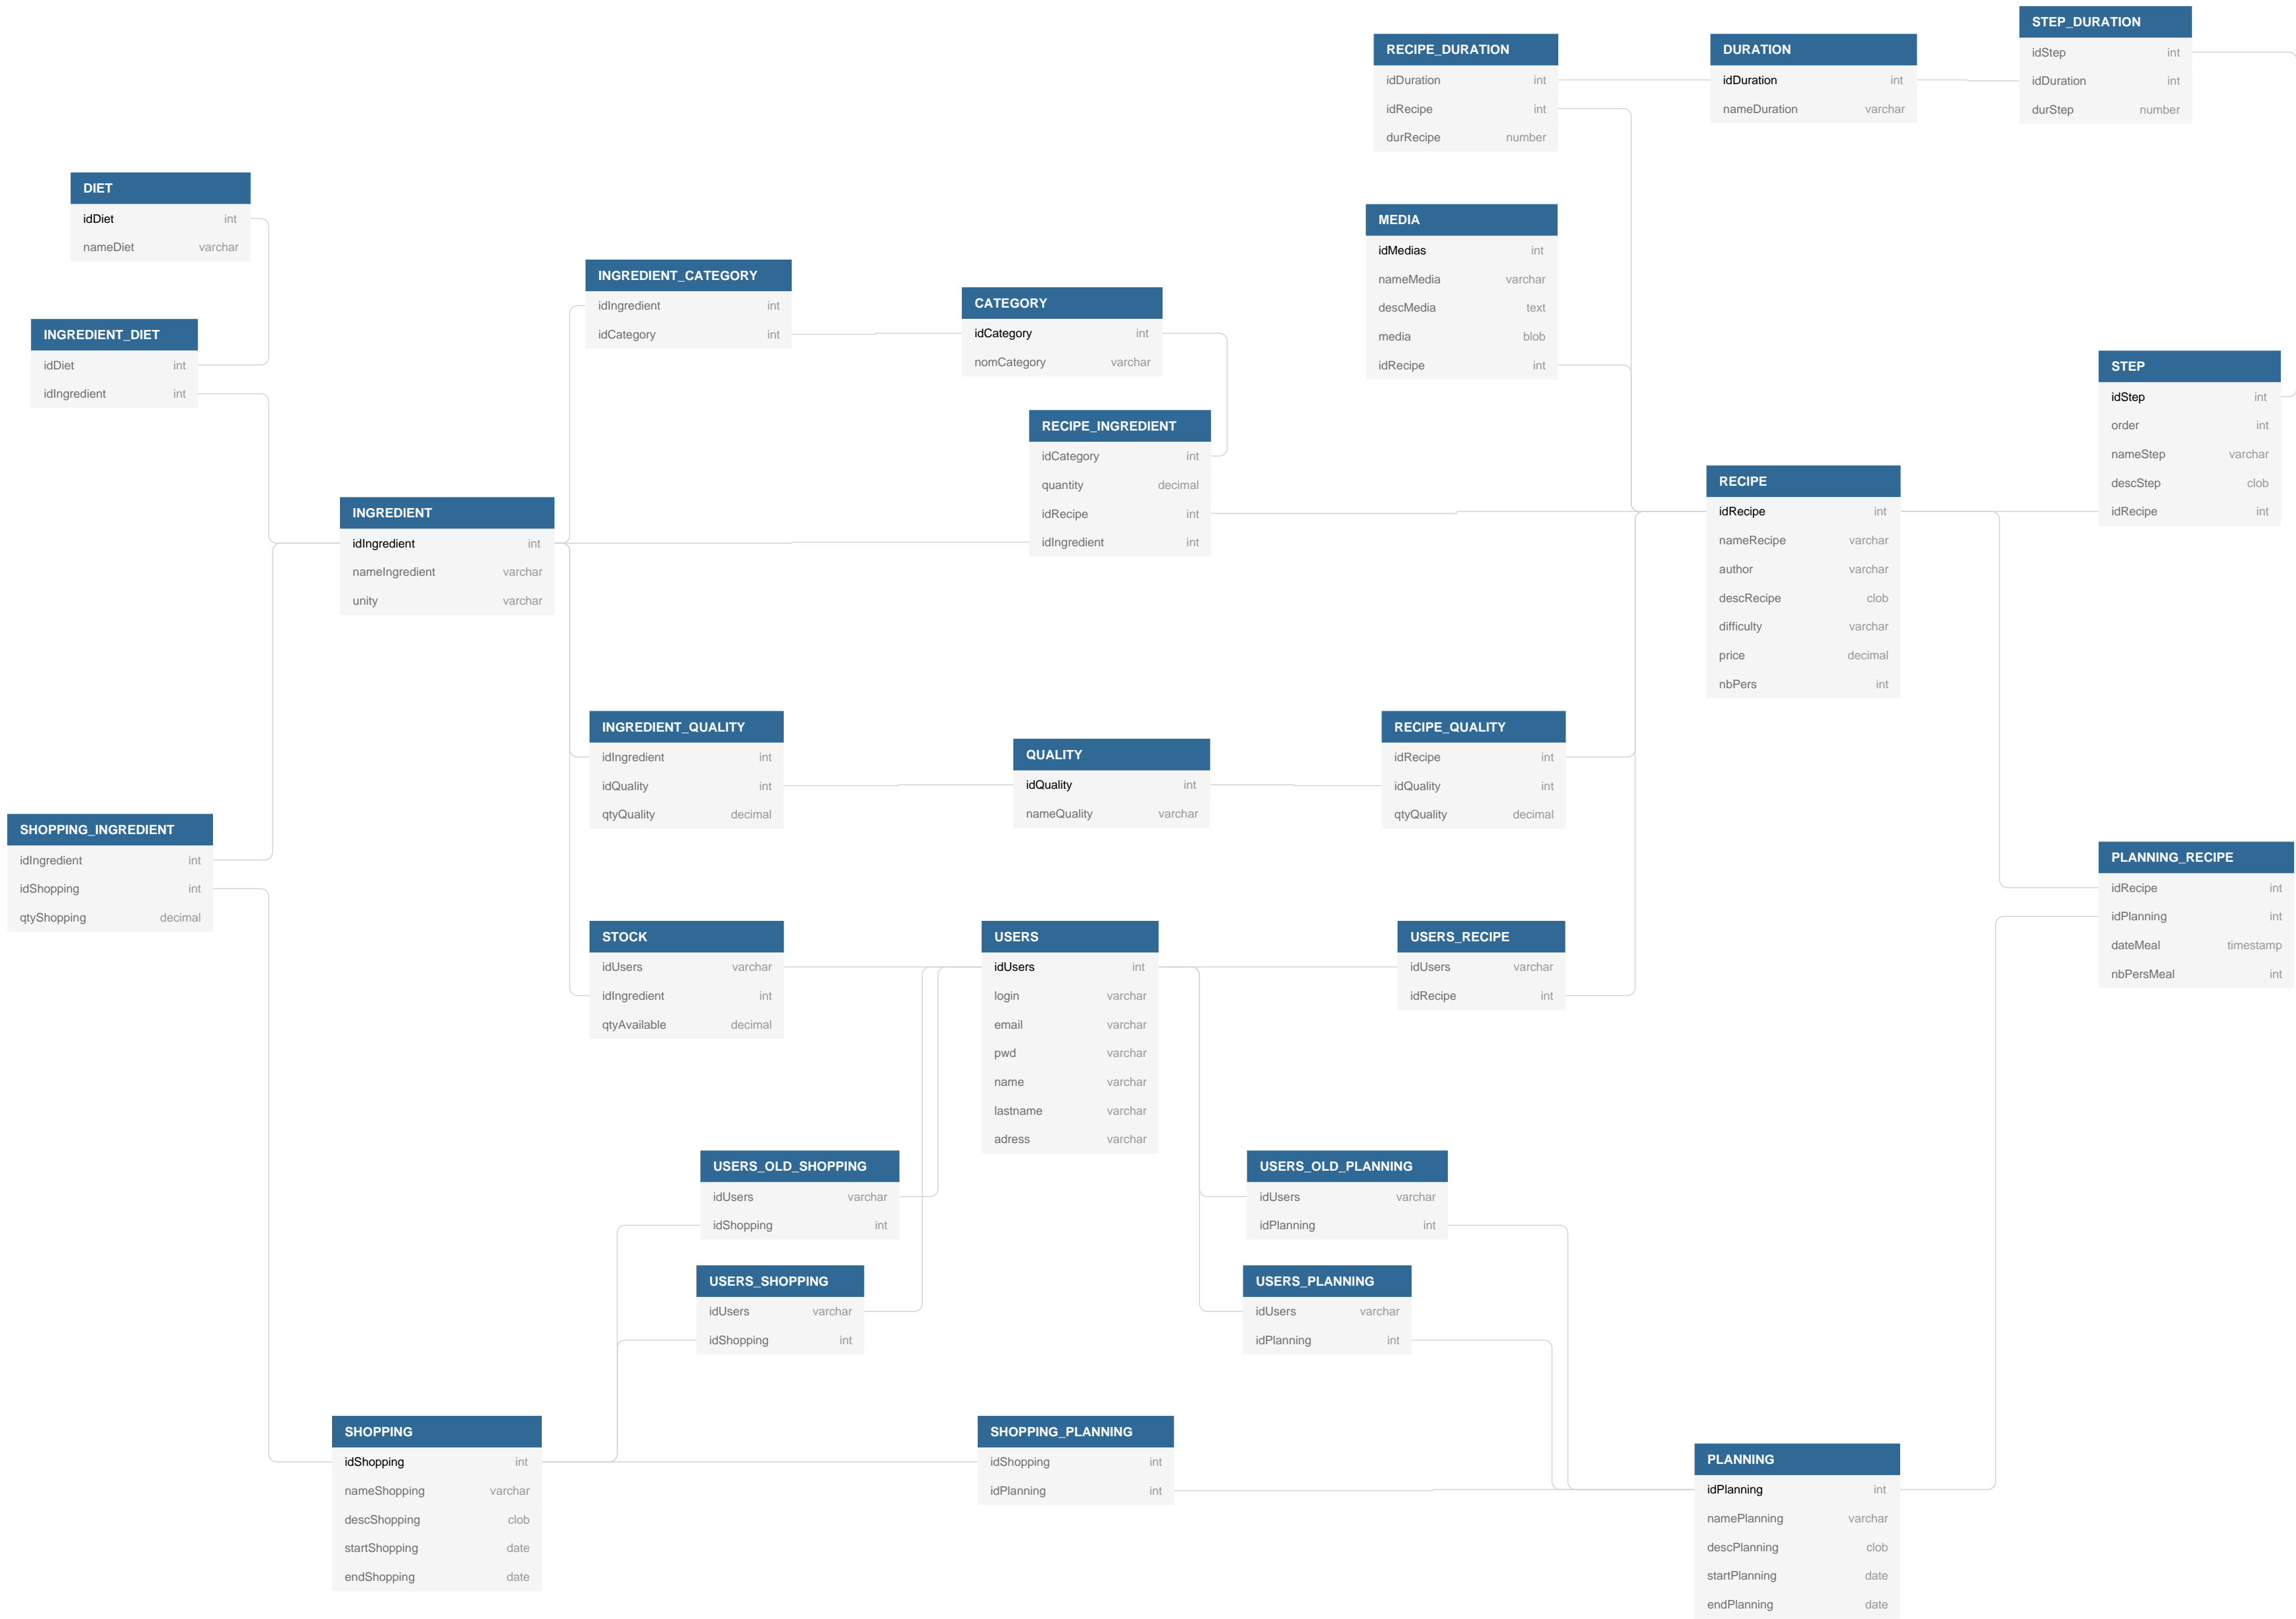 STEP_DURATION
idStep int
idDuration int
durStep number
RECIPE_DURATION
idDuration int
idRecipe int
durRecipe number
DURATION
idDuration int
nameDuration varchar
DIET
idDiet int
nameDiet varchar
MEDIA
idMedias int
nameMedia varchar
descMedia text
media blob
idRecipe int
INGREDIENT_CATEGORY
idIngredient int
idCategory int
CATEGORY
idCategory int
nomCategory varchar
INGREDIENT_DIET
idDiet int
idIngredient int
STEP
idStep int
order int
nameStep varchar
descStep clob
idRecipe int
RECIPE_INGREDIENT
idCategory int
quantity decimal
idRecipe int
idIngredient int
RECIPE
idRecipe int
nameRecipe varchar
author varchar
descRecipe clob
difficulty varchar
price decimal
nbPers int
INGREDIENT
idIngredient int
nameIngredient varchar
unity varchar
INGREDIENT_QUALITY
idIngredient int
idQuality int
qtyQuality decimal
QUALITY
idQuality int
nameQuality varchar
RECIPE_QUALITY
idRecipe int
idQuality int
qtyQuality decimal
SHOPPING_INGREDIENT
idIngredient int
idShopping int
qtyShopping decimal
PLANNING_RECIPE
idRecipe int
idPlanning int
dateMeal timestamp
nbPersMeal int
STOCK
idUsers varchar
idIngredient int
qtyAvailable decimal
USERS
idUsers int
login varchar
email varchar
pwd varchar
name varchar
lastname varchar
adress varchar
USERS_RECIPE
idUsers varchar
idRecipe int
USERS_OLD_SHOPPING
idUsers varchar
idShopping int
USERS_OLD_PLANNING
idUsers varchar
idPlanning int
USERS_SHOPPING
idUsers varchar
idShopping int
USERS_PLANNING
idUsers varchar
idPlanning int
SHOPPING
idShopping int
nameShopping varchar
descShopping clob
startShopping date
endShopping date
SHOPPING_PLANNING
idShopping int
idPlanning int
PLANNING
idPlanning int
namePlanning varchar
descPlanning clob
startPlanning date
endPlanning date